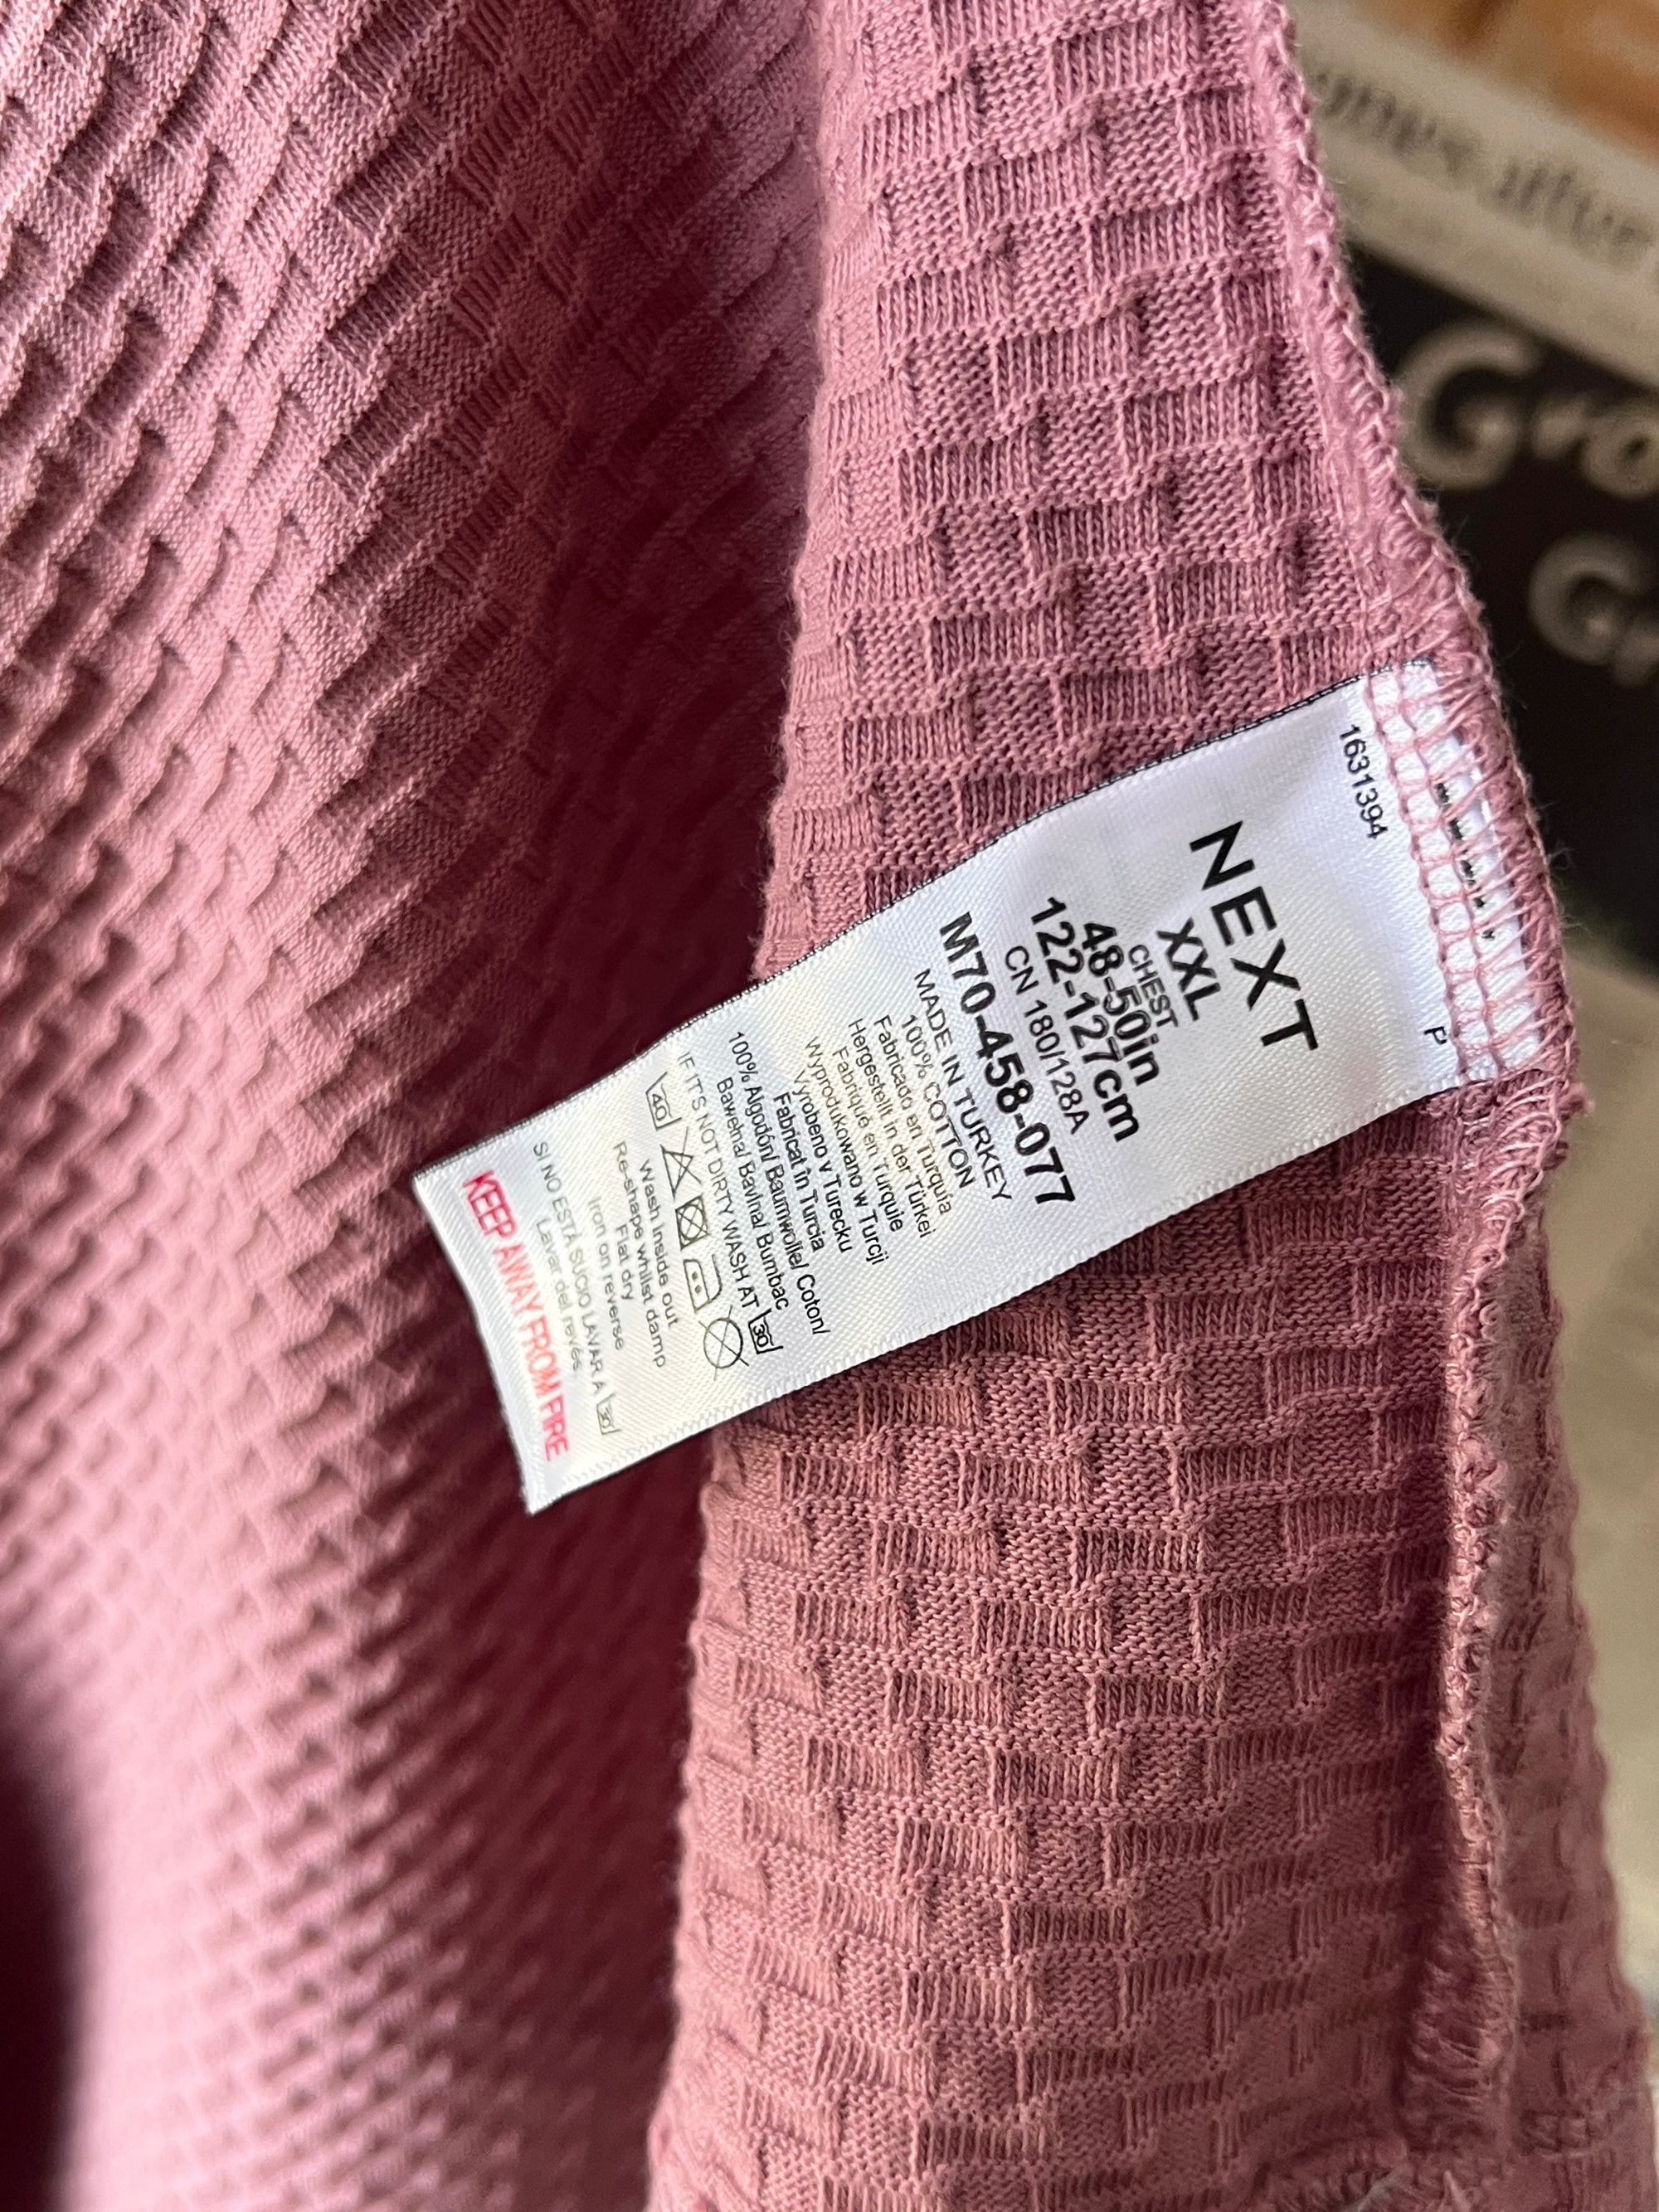 1631394
P
NEXT
XXL
CHEST
48-50in
122-127cm
CN 180/128A
M70-458-077
MADE IN TURKEY
100% COTTON
Fabricado en Turquía
Hergestellt in der Türkei
Fabriqué en Turquie
Wyprodukowano w Turcji
Vyrobeno v Turecku
Fabricat în Turcia
100% Algodón/ Baumwolle/ Coton/
Bawełna/ Bavlna/ Bumbac
IF IT'S NOT DIRTY WASH AT 30
40
Wash inside out
Re-shape whilst damp
Flat dry
Iron on reverse
SI NO ESTÁ SUCIO LAVAR A 30
Lavar del revés
KEEP AWAY FROM FIRE